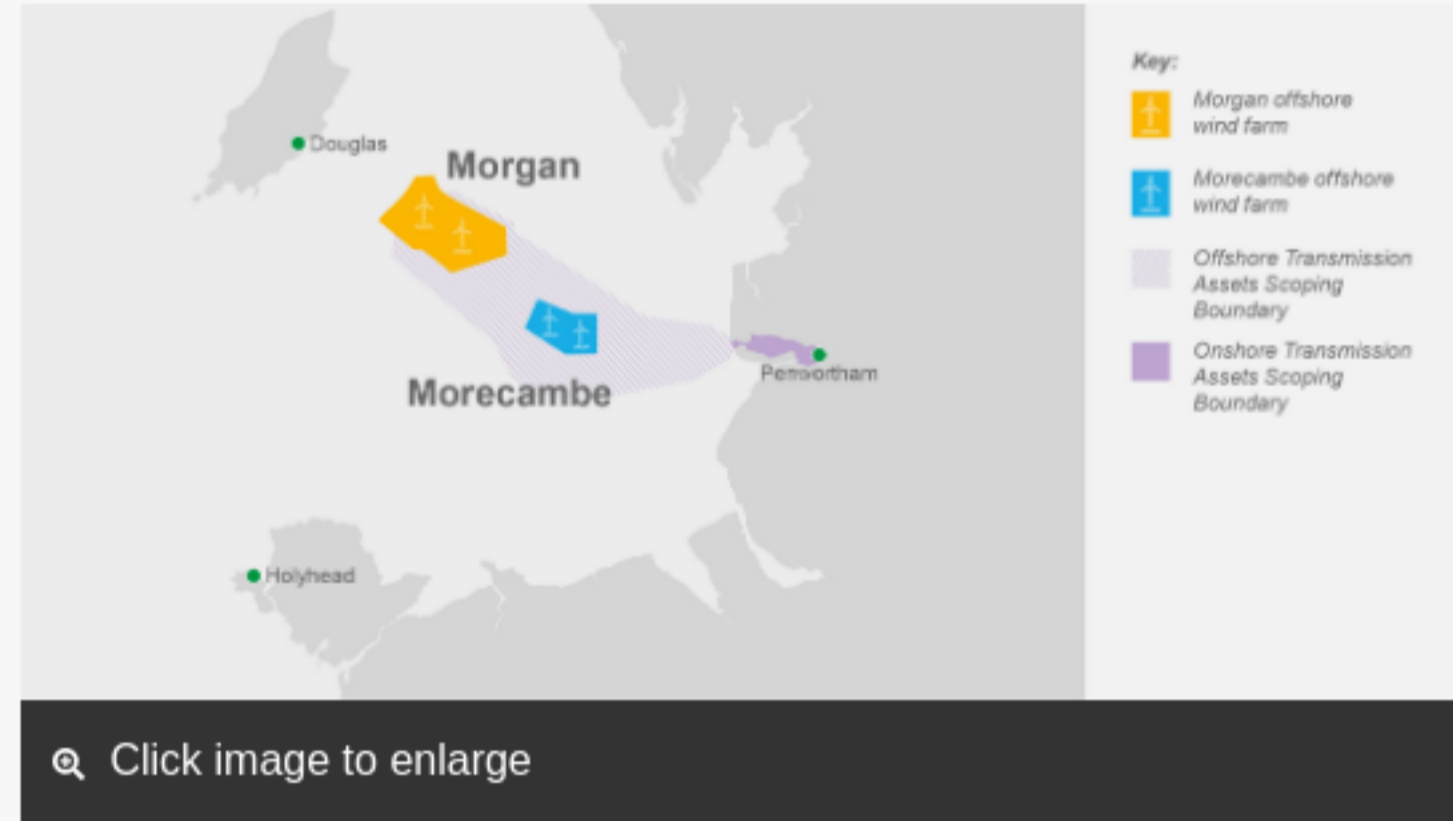 Key:
Morgan offshore
wind farm
Morecambe offshore
wind farm
Offshore Transmission
Assets Scoping
Boundary
Onshore Transmission
Assets Scoping
Boundary
Douglas
Morgan
Morecambe
Penwortham
Holyhead
Click image to enlarge